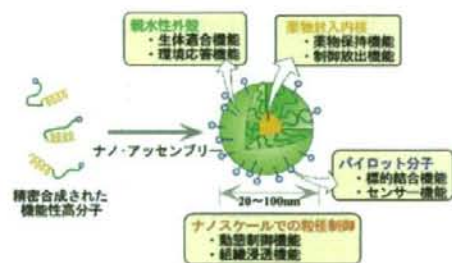 親水性外殻
・生体適合機能
・環境応答機能
薬物封入内核
・薬物保持機能
・制御放出機能
ナノ・アッセンブリー
精密合成された
機能性高分子
20～100nm
パイロット分子
・標的結合機能
・センサー機能
ナノスケールでの粒径制御
・動態制御機能
・組織浸透機能